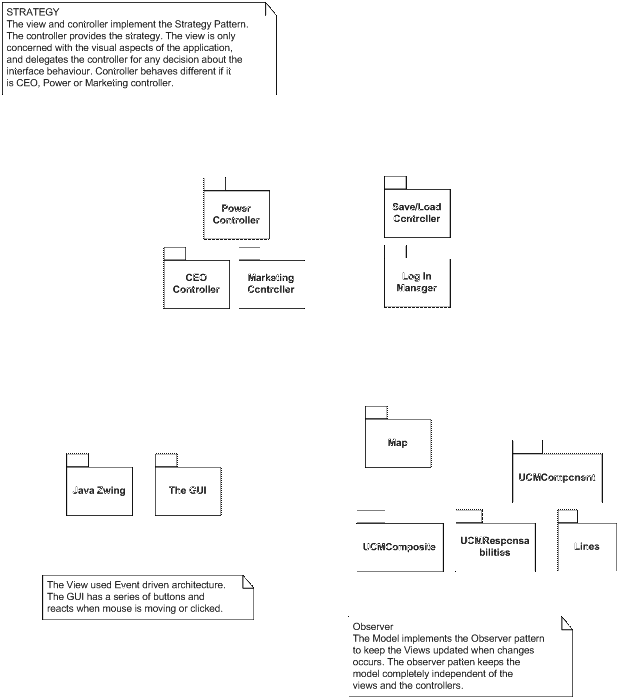 STRATEGY
The view and controller implement the Strategy Pattern.
The controller provides the strategy. The view is only
concerned with the visual aspects of the application,
and delegates the controller for any decision about the
interface behaviour. Controller behaves different if it
is CEO, Power or Marketing controller.
Power
Controller
Save/Load
Controller
CEO
Controller
Marketing
Controller
Log In
Manager
Map
Java Zwing
The GUI
UCMComponent
UCMComposite
UCMResponsa
bilities
Lines
The View used Event driven architecture.
The GUI has a series of buttons and
reacts when mouse is moving or clicked.
Observer
The Model implements the Observer pattern
to keep the Views updated when changes
occurs. The observer patten keeps the
model completely independent of the
views and the controllers.